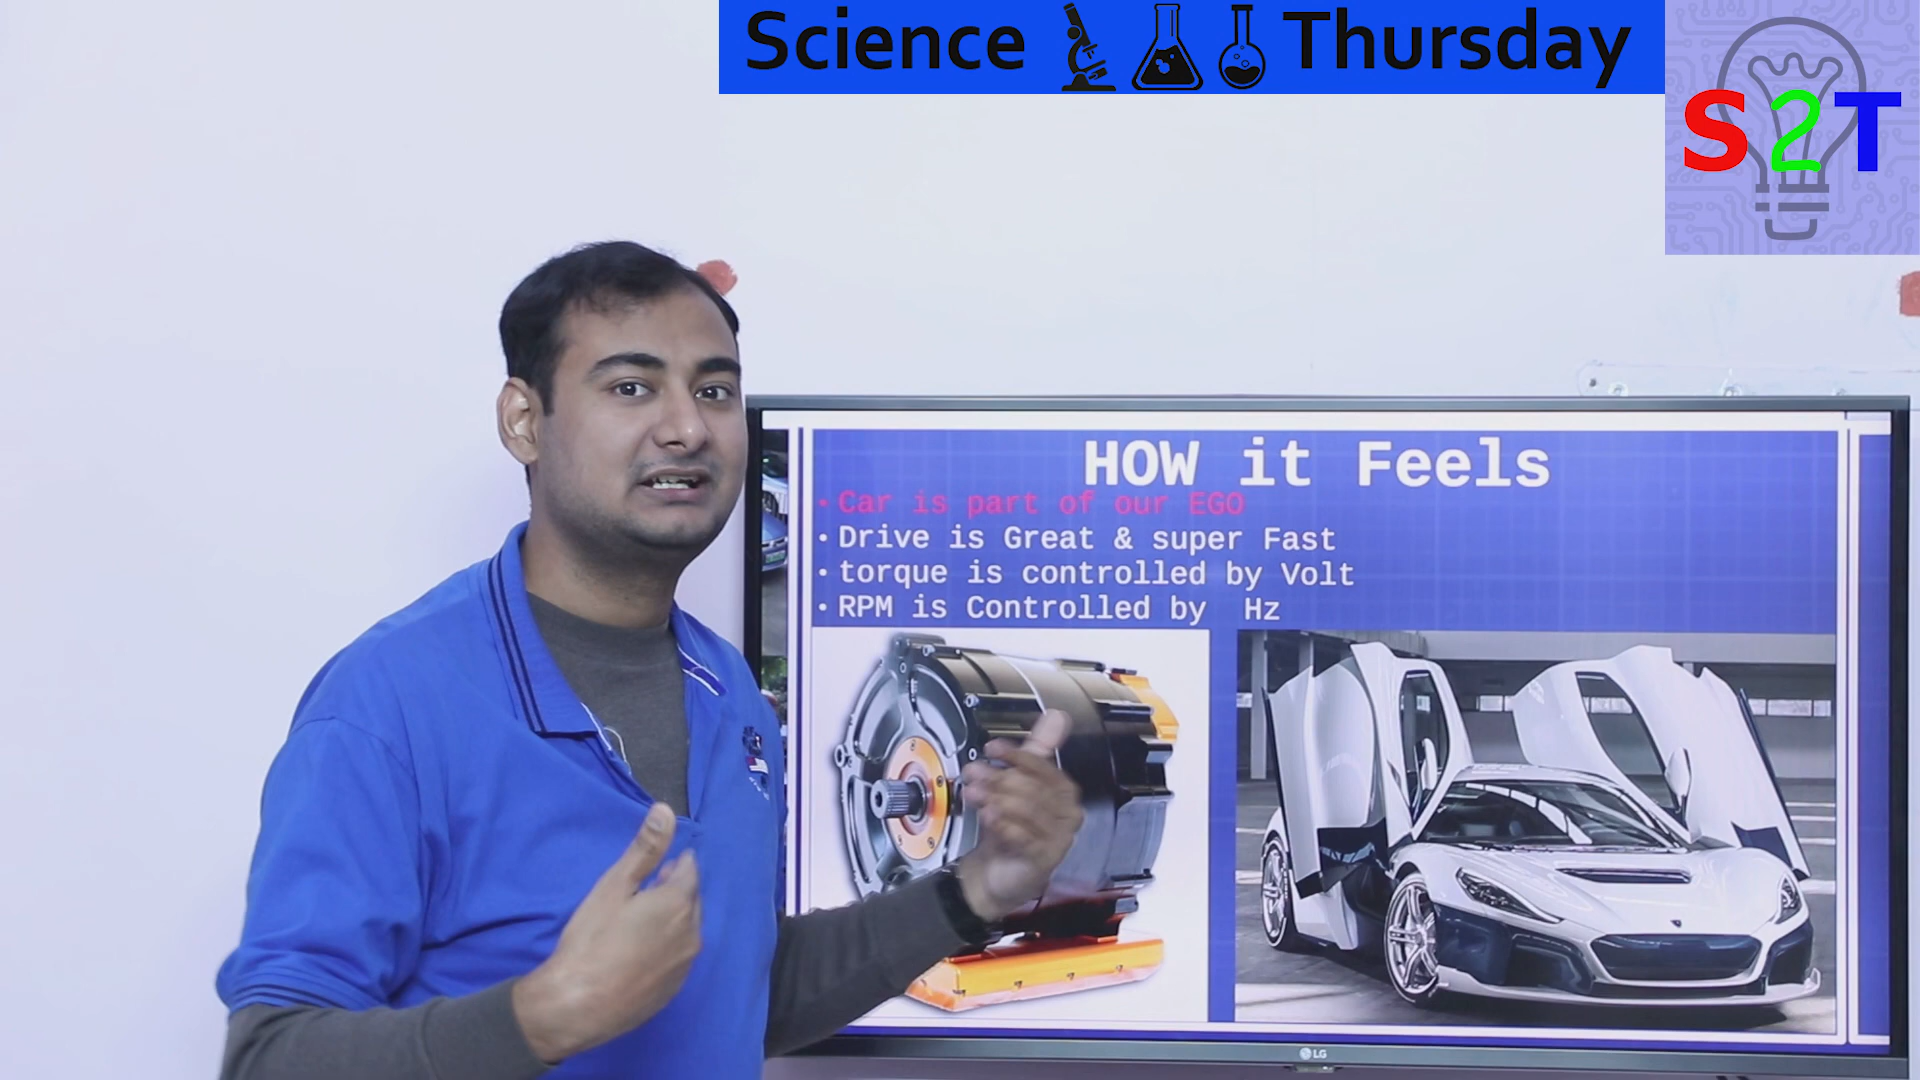 Science Thursday
S2T
HOW it Feels
• Car is part of our EGO
• Drive is Great & super Fast
• torque is controlled by Volt
• RPM is Controlled by Hz
LG